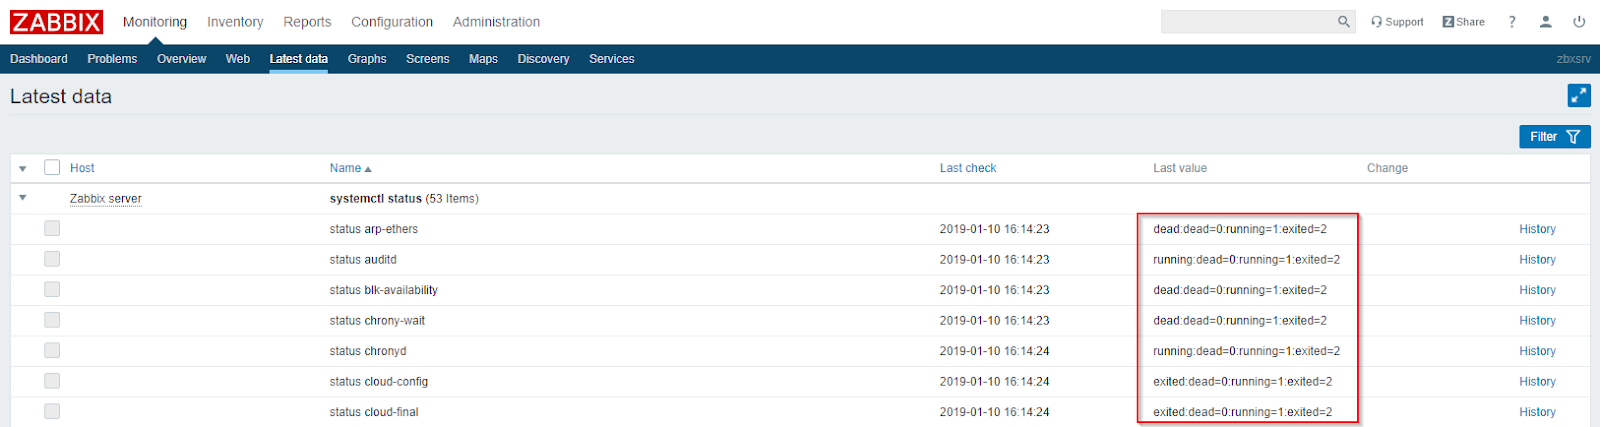 ZABBIX Monitoring Inventory Reports Configuration Administration Support Z Share ?
Dashboard Problems Overview Web Latest data Graphs Screens Maps Discovery Services zbxsrv
Latest data
Filter
Host Name Last check Last value Change
Zabbix server systemctl status (53 Items)
status arp-ethers 2019-01-10 16:14:23 dead:dead=0:running=1:exited=2 History
status auditd 2019-01-10 16:14:23 running:dead=0:running=1:exited=2 History
status blk-availability 2019-01-10 16:14:23 dead:dead=0:running=1:exited=2 History
status chrony-wait 2019-01-10 16:14:23 dead:dead=0:running=1:exited=2 History
status chronyd 2019-01-10 16:14:24 running:dead=0:running=1:exited=2 History
status cloud-config 2019-01-10 16:14:24 exited:dead=0:running=1:exited=2 History
status cloud-final 2019-01-10 16:14:24 exited:dead=0:running=1:exited=2 History